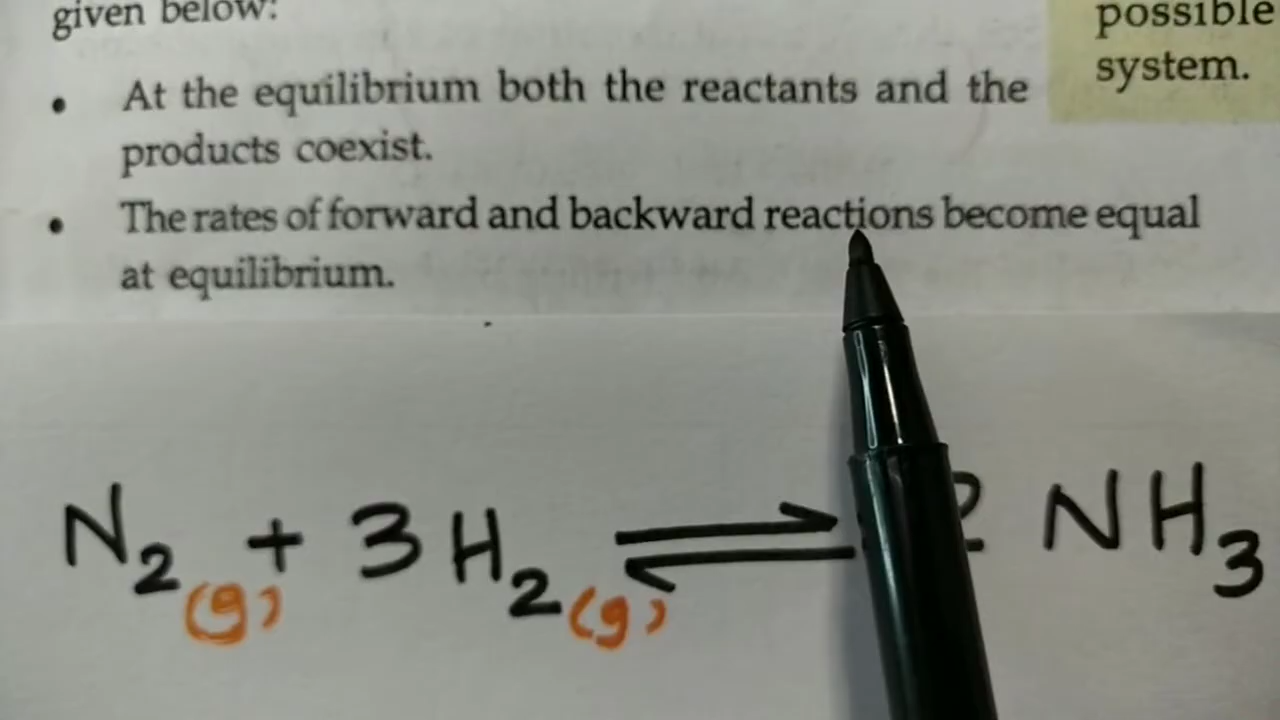 given below:
possible
system.
• At the equilibrium both the reactants and the
products coexist.
• The rates of forward and backward reactions become equal
at equilibrium.
N₂(g) + 3H₂(g) ⇌ 2 NH₃